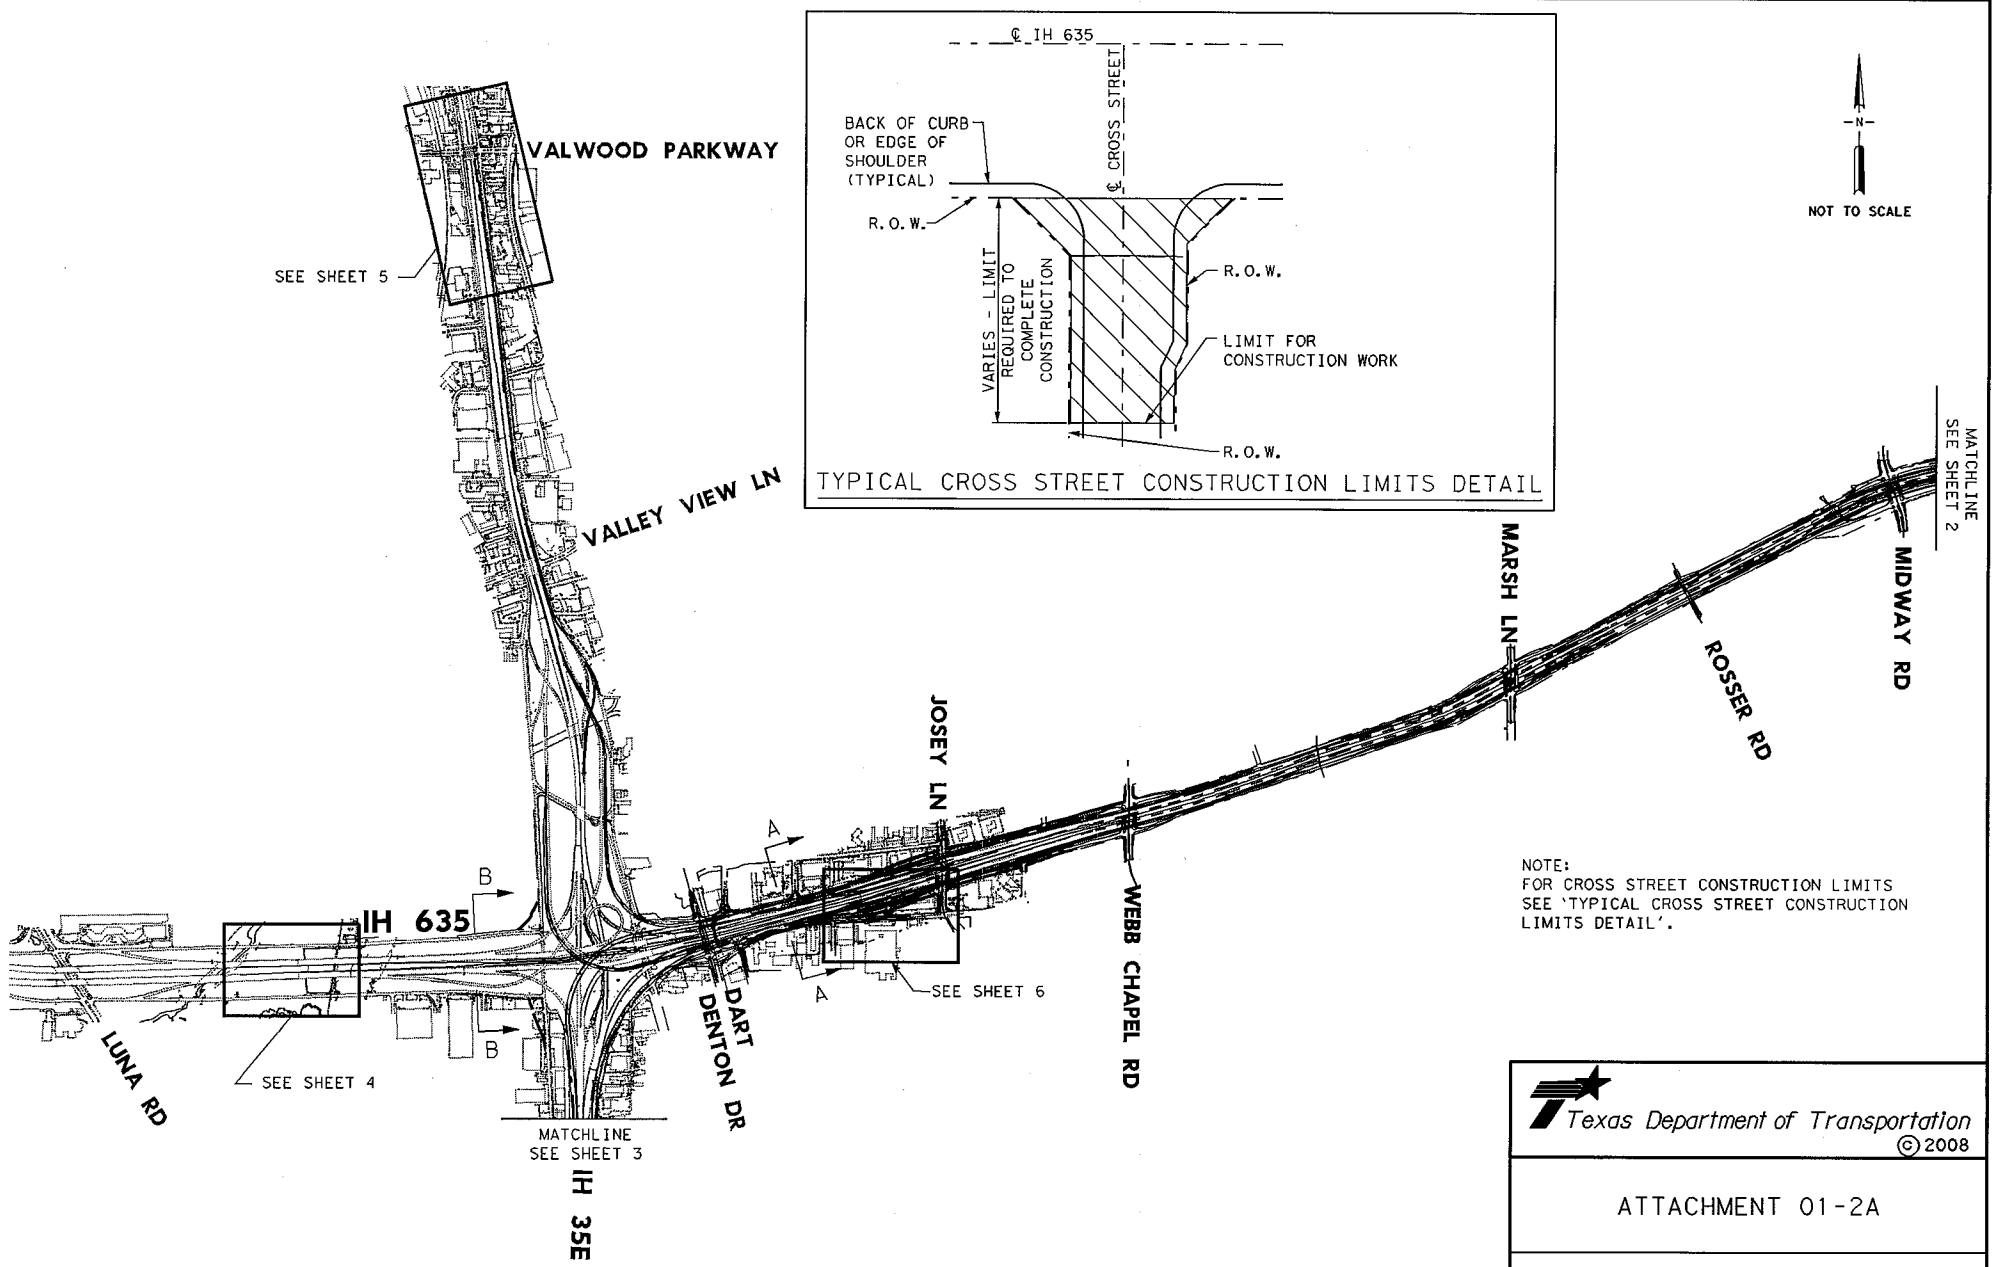 ℄ IH 635
℄ CROSS STREET
BACK OF CURB
OR EDGE OF
SHOULDER
(TYPICAL)
R.O.W.
VARIES - LIMIT
REQUIRED TO
COMPLETE
CONSTRUCTION
R.O.W.
LIMIT FOR
CONSTRUCTION WORK
R.O.W.
TYPICAL CROSS STREET CONSTRUCTION LIMITS DETAIL
-N-
NOT TO SCALE
VALWOOD PARKWAY
SEE SHEET 5
VALLEY VIEW LN
MATCHLINE
SEE SHEET 2
MARSH LN
MIDWAY RD
ROSSER RD
JOSEY LN
A
B
IH 635
WEBB CHAPEL RD
NOTE:
FOR CROSS STREET CONSTRUCTION LIMITS
SEE 'TYPICAL CROSS STREET CONSTRUCTION
LIMITS DETAIL'.
A
SEE SHEET 6
DART
DENTON DR
B
LUNA RD
SEE SHEET 4
MATCHLINE
SEE SHEET 3
IH 35E
Texas Department of Transportation
© 2008
ATTACHMENT 01-2A